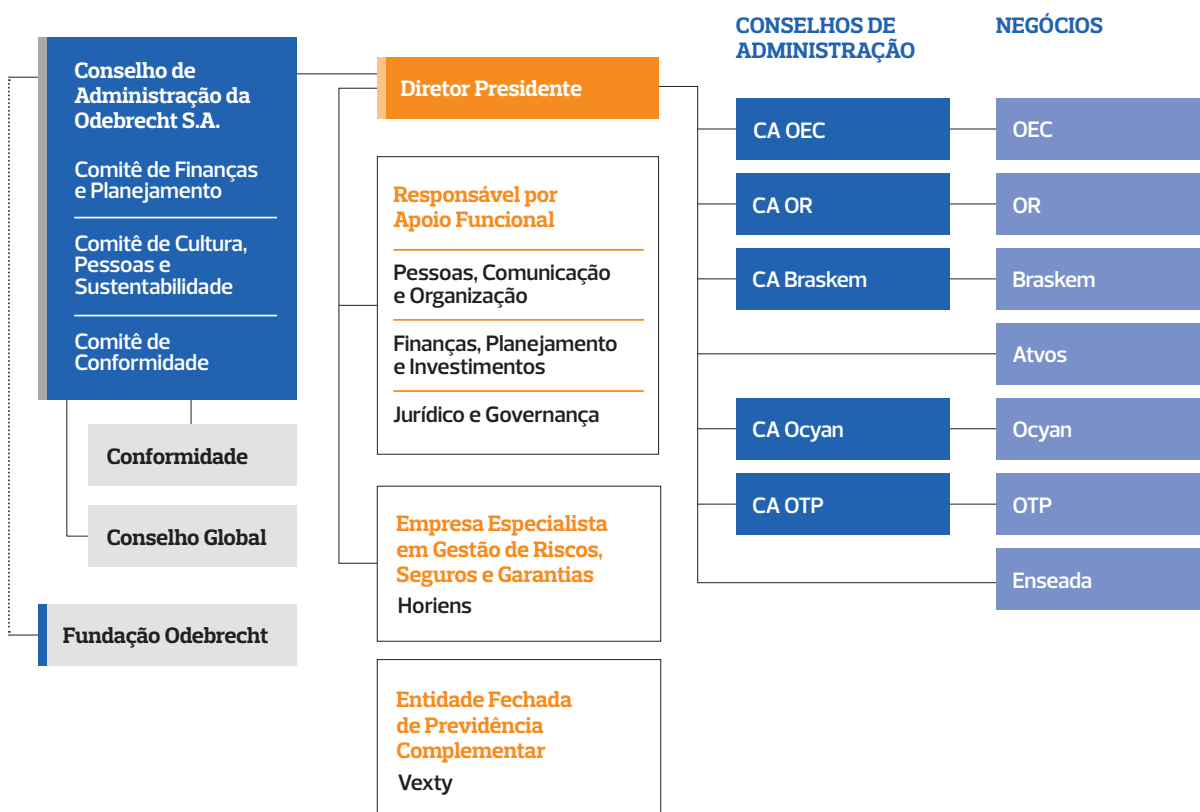 Conselho de
Administração da
Odebrecht S.A.
Comitê de Finanças
e Planejamento
Comitê de Cultura,
Pessoas e
Sustentabilidade
Comitê de
Conformidade
Conformidade
Conselho Global
Fundação Odebrecht
Diretor Presidente
Responsável por
Apoio Funcional
Pessoas, Comunicação
e Organização
Finanças, Planejamento
e Investimentos
Jurídico e Governança
Empresa Especialista
em Gestão de Riscos,
Seguros e Garantias
Horiens
Entidade Fechada
de Previdência
Complementar
Vexty
CONSELHOS DE
ADMINISTRAÇÃO
CA OEC
CA OR
CA Braskem
CA Ocyan
CA OTP
NEGÓCIOS
OEC
OR
Braskem
Atvos
Ocyan
OTP
Enseada